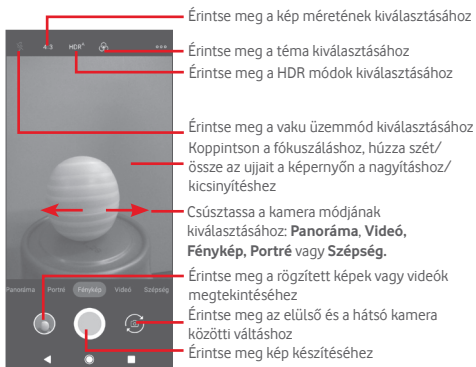 Érintse meg a kép méretének kiválasztásához
4:3
HDR^A
Érintse meg a téma kiválasztásához
Érintse meg a HDR módok kiválasztásához
Érintse meg a vaku üzemmód kiválasztásához
Koppintson a fókuszáláshoz, húzza szét/
össze az ujjait a képernyőn a nagyításhoz/
kicsinyítéshez
Csúsztassa a kamera módjának
kiválasztásához: Panoráma, Videó,
Fénykép, Portré vagy Szépség.
Panoráma Portré Fénykép Videó Szépség
Érintse meg a rögzített képek vagy videók
megtekintéséhez
Érintse meg az elülső és a hátsó kamera
közötti váltáshoz
Érintse meg kép készítéséhez